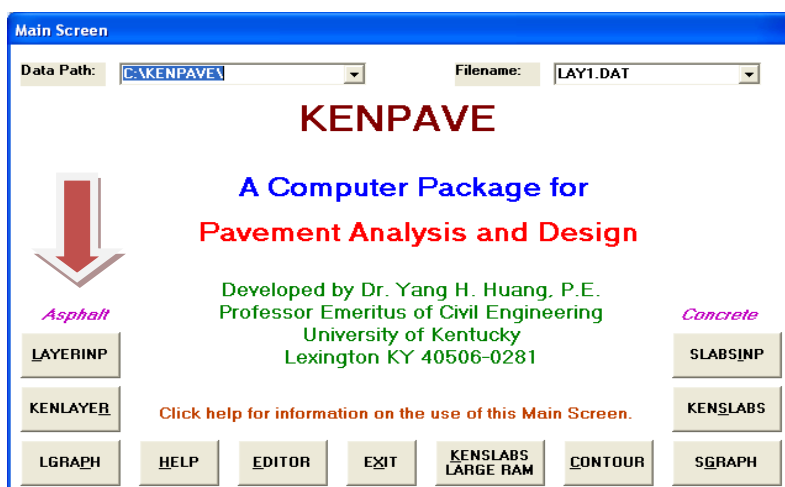 Main Screen
Data Path: C:\KENPAVE\ Filename: LAY1.DAT
KENPAVE
A Computer Package for
Pavement Analysis and Design
Developed by Dr. Yang H. Huang, P.E.
Professor Emeritus of Civil Engineering
University of Kentucky
Lexington KY 40506-0281
Asphalt
Concrete
LAYERINP
SLABSINP
KENLAYER
Click help for information on the use of this Main Screen.
KENSLABS
LGRAPH
HELP
EDITOR
EXIT
KENSLABS
LARGE RAM
CONTOUR
SGRAPH